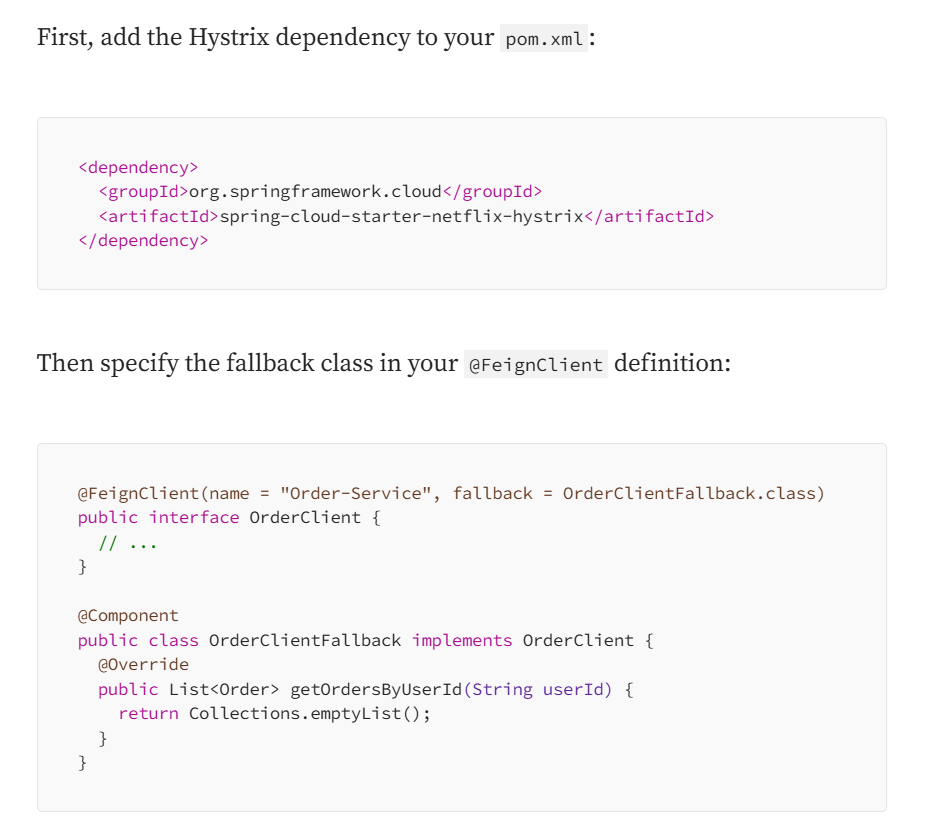 First, add the Hystrix dependency to your pom.xml:
<dependency>
  <groupId>org.springframework.cloud</groupId>
  <artifactId>spring-cloud-starter-netflix-hystrix</artifactId>
</dependency>
Then specify the fallback class in your @FeignClient definition:
@FeignClient(name = "Order-Service", fallback = OrderClientFallback.class)
public interface OrderClient {
  // ...
}
@Component
public class OrderClientFallback implements OrderClient {
  @Override
  public List<Order> getOrdersByUserId(String userId) {
    return Collections.emptyList();
  }
}